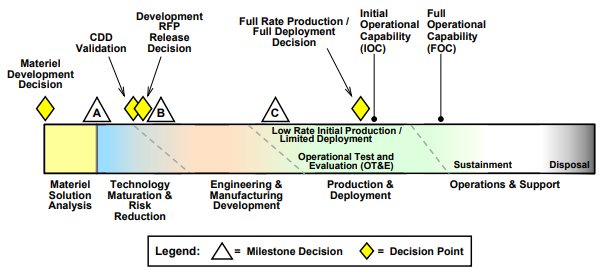 Development
RFP
Release
Decision
CDD
Validation
Full Rate Production /
Full Deployment
Decision
Initial
Operational
Capability
(IOC)
Full
Operational
Capability
(FOC)
Materiel
Development
Decision
A
B
C
Low Rate Initial Production /
Limited Deployment
Operational Test and
Evaluation (OT&E)
Sustainment
Disposal
Materiel
Solution
Analysis
Technology
Maturation &
Risk
Reduction
Engineering &
Manufacturing
Development
Production &
Deployment
Operations & Support
Legend:
= Milestone Decision
= Decision Point